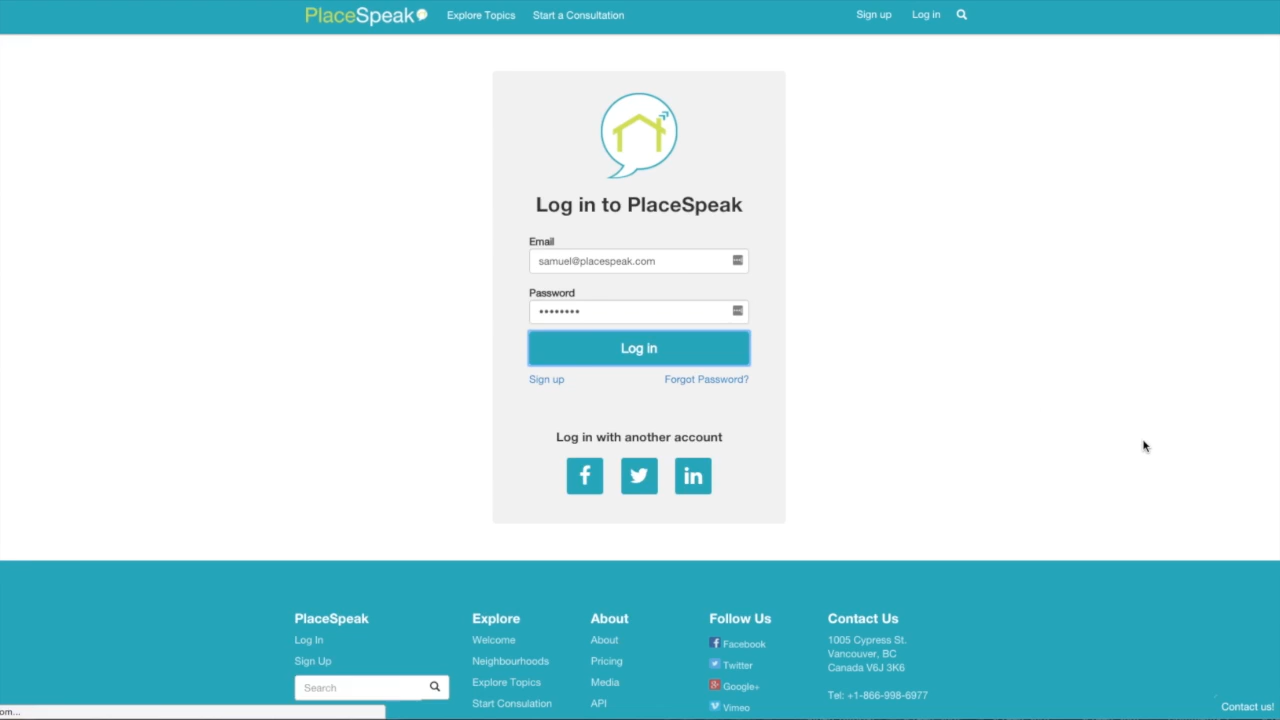 PlaceSpeak Explore Topics Start a Consultation Sign up Log in
Log in to PlaceSpeak
Email
samuel@placespeak.com
Password
••••••••
Log in
Sign up Forgot Password?
Log in with another account
PlaceSpeak
Log In
Sign Up
Search
Explore
Welcome
Neighbourhoods
Explore Topics
Start Consulation
About
About
Pricing
Media
API
Follow Us
Facebook
Twitter
Google+
Vimeo
Contact Us
1005 Cypress St.
Vancouver, BC
Canada V6J 3K6
Tel: +1-866-998-6977
Contact us!
om...